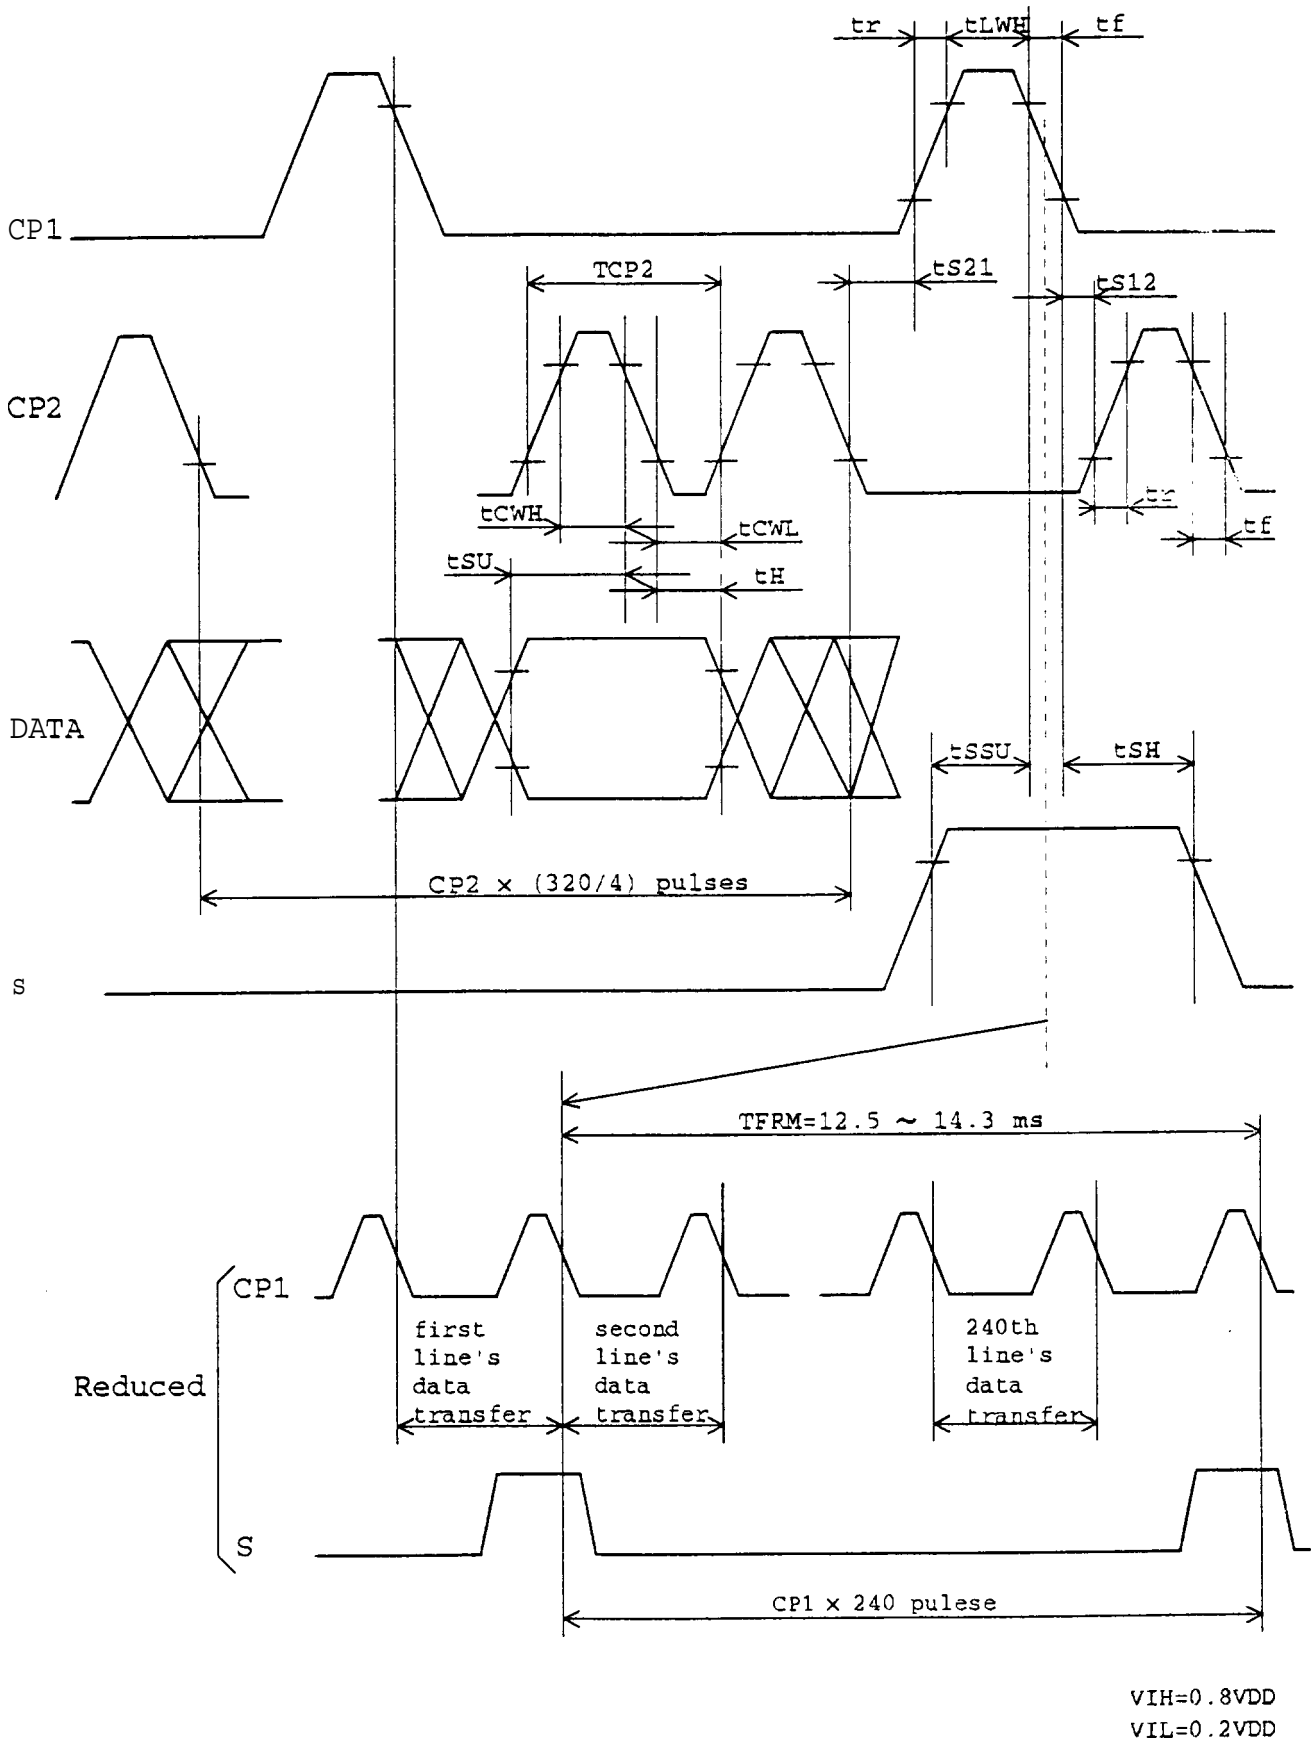 tr tLWH tf
CP1
TCP2 tS21 tS12
CP2
tr
tCWH tCWL tf
tSU tH
DATA
tSSU tSH
CP2 × (320/4) pulses
S
TFRM=12.5 ~ 14.3 ms
CP1
first
line's
data
transfer
second
line's
data
transfer
240th
line's
data
transfer
Reduced
S
CP1 × 240 pulese
VIH=0.8VDD
VIL=0.2VDD